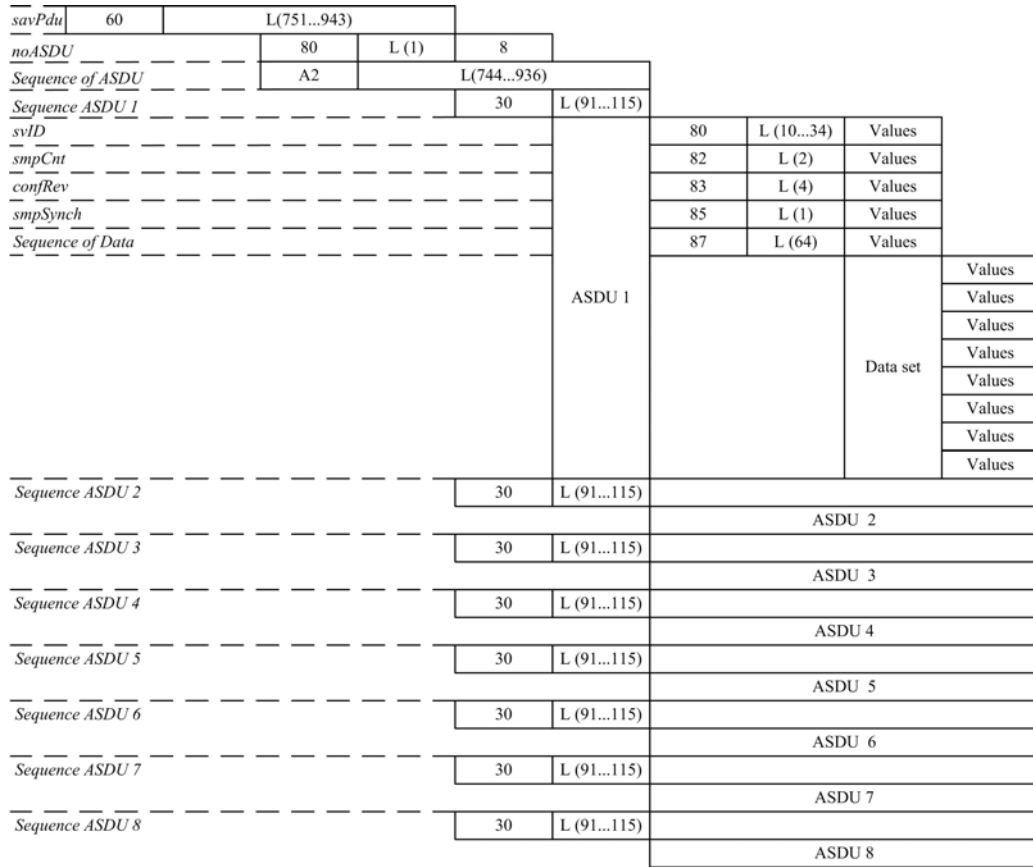 savPdu 60 L(751...943)
noASDU 80 L (1) 8
Sequence of ASDU A2 L(744...936)
Sequence ASDU 1 30 L (91...115)
svID 80 L (10...34) Values
smpCnt 82 L (2) Values
confRev 83 L (4) Values
smpSynch 85 L (1) Values
Sequence of Data 87 L (64) Values
Values
ASDU 1 Values
Values
Values
Data set
Values
Values
Values
Values
Sequence ASDU 2 30 L (91...115)
ASDU 2
Sequence ASDU 3 30 L (91...115)
ASDU 3
Sequence ASDU 4 30 L (91...115)
ASDU 4
Sequence ASDU 5 30 L (91...115)
ASDU 5
Sequence ASDU 6 30 L (91...115)
ASDU 6
Sequence ASDU 7 30 L (91...115)
ASDU 7
Sequence ASDU 8 30 L (91...115)
ASDU 8